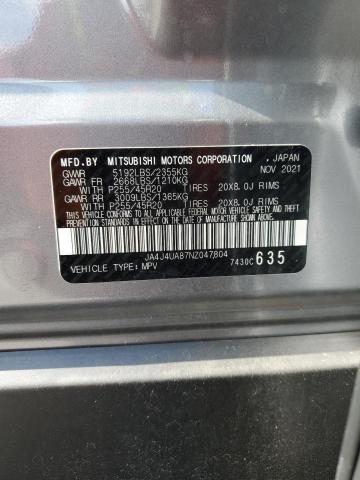 MFD.BY MITSUBISHI MOTORS CORPORATION , JAPAN
GVWR 5192LBS/2355KG NOV 2021
GAWR FR 2668LBS/1210KG
WITH P255/45R20 TIRES 20X8.0J RIMS
GAWR RR 3009LBS/1365KG
WITH P255/45R20 TIRES 20X8.0J RIMS
THIS VEHICLE CONFORMS TO ALL APPLICABLE FEDERAL
MOTOR VEHICLE SAFETY AND THEFT PREVENTION
STANDARDS IN EFFECT ON THE DATE OF MANUFACTURE
SHOWN ABOVE.
JA4J4UA87NZ047804 7430C 635
VEHICLE TYPE: MPV